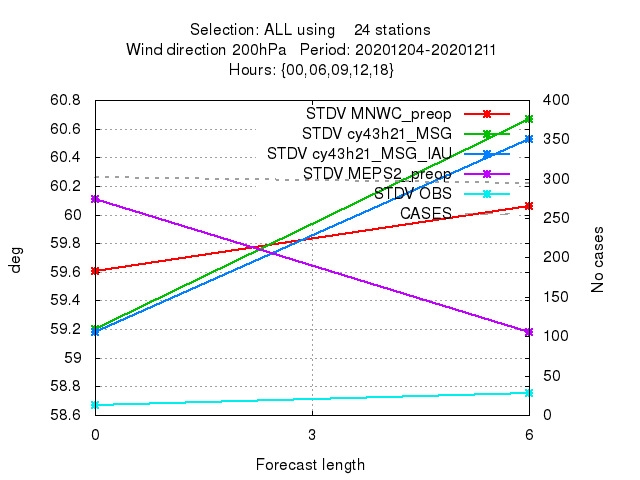 Selection: ALL using 24 stations
Wind direction 200hPa Period: 20201204-20201211
Hours: {00,06,09,12,18}
60.8
60.6
60.4
60.2
60
59.8
59.6
59.4
59.2
59
58.8
58.6
deg
STDV MNWC_preop
STDV cy43h21_MSG
STDV cy43h21_MSG_IAU
STDV MEPS2_preop
STDV OBS
CASES
400
350
300
250
200
150
100
50
0
No cases
0 3 6
Forecast length